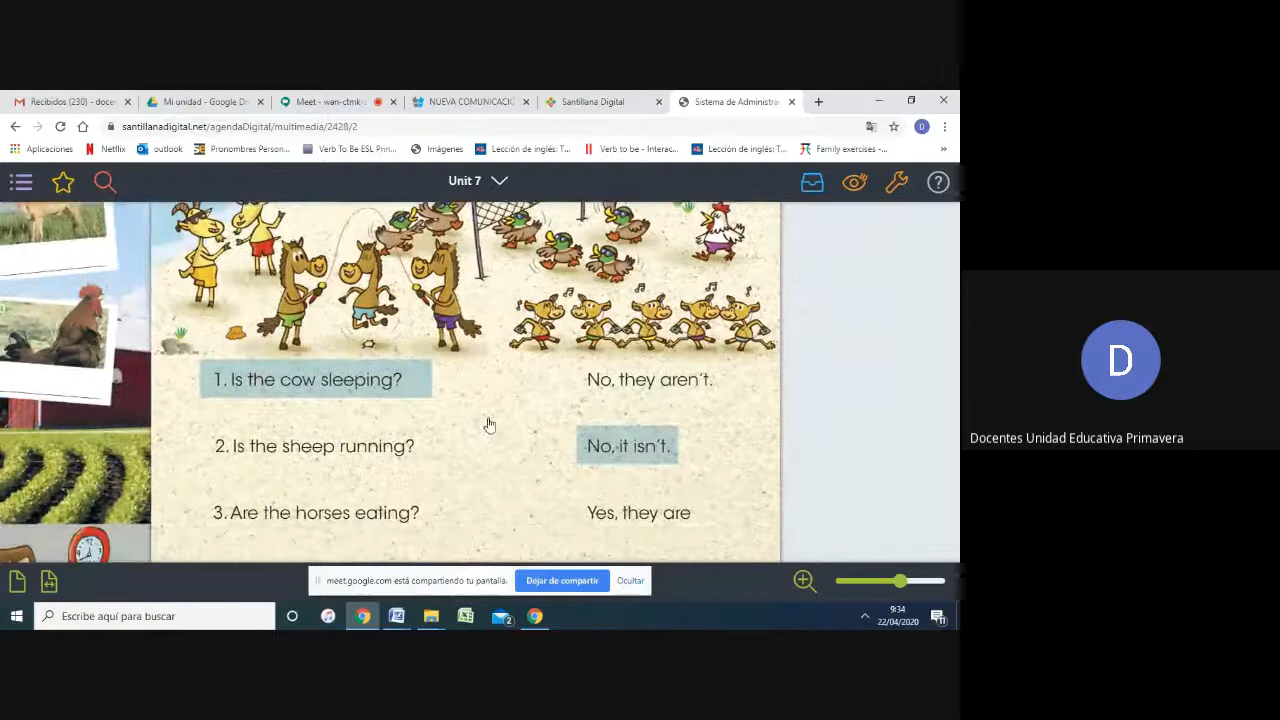 Recibidos (230) - doce
Mi unidad - Google Dr
Meet - wan-ctmk-
NUEVA COMUNICACIÓ
Santillana Digital
Sistema de Administra
santillanadigital.net/agendaDigital/multimedia/2428/2
Aplicaciones
Netflix
outlook
Pronombres Person...
Verb To Be ESL Prin...
Imágenes
Lección de inglés: T...
Verb to be - Interac...
Lección de inglés: T...
Family exercises -...
»
Unit 7
1. Is the cow sleeping?
No, they aren't.
2. Is the sheep running?
No, it isn't.
3. Are the horses eating?
Yes, they are
meet.google.com está compartiendo tu pantalla.
Dejar de compartir
Ocultar
Escribe aquí para buscar
2
9:34
22/04/2020
11
D
Docentes Unidad Educativa Primavera